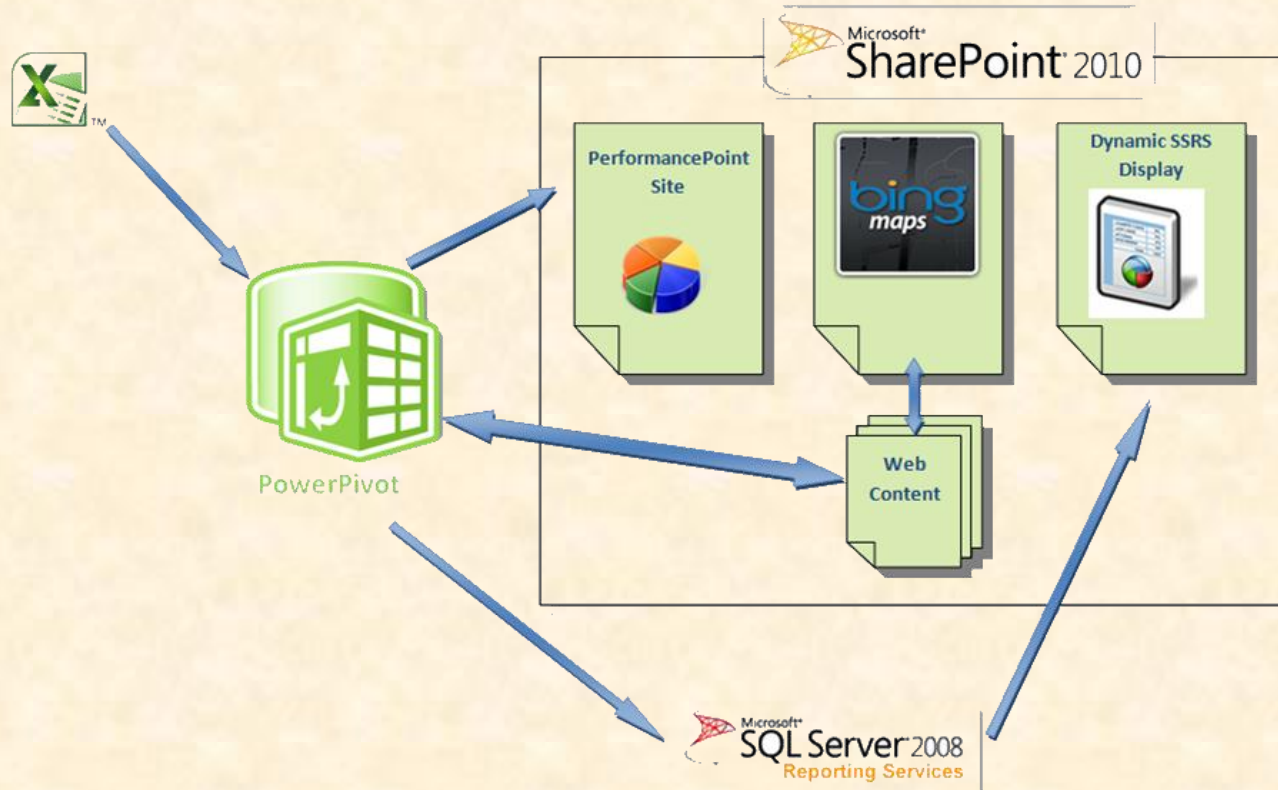 Microsoft®
SharePoint® 2010
TM
PerformancePoint
Site
bing
maps
Dynamic SSRS
Display
PowerPivot
Web
Content
Microsoft®
SQL Server® 2008
Reporting Services